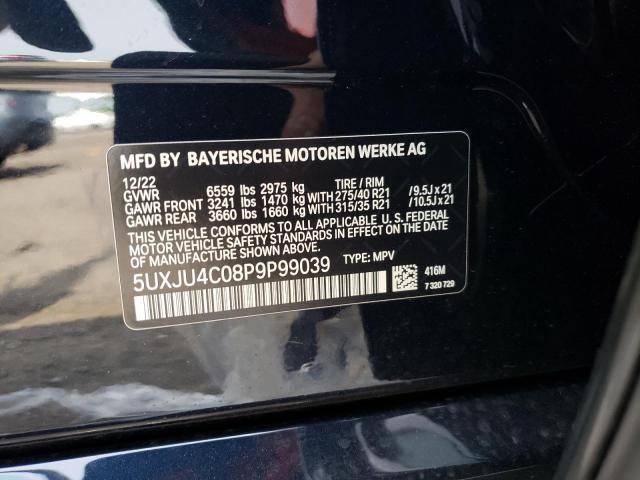 MFD BY BAYERISCHE MOTOREN WERKE AG
12/22
GVWR 6559 lbs 2975 kg TIRE / RIM
GAWR FRONT 3241 lbs 1470 kg WITH 275/40 R21 /9.5J x 21
GAWR REAR 3660 lbs 1660 kg WITH 315/35 R21 /10.5J x 21
THIS VEHICLE CONFORMS TO ALL APPLICABLE U.S. FEDERAL
MOTOR VEHICLE SAFETY STANDARDS IN EFFECT ON THE DATE
OF MANUFACTURE SHOWN ABOVE.
5UXJU4C08P9P99039 TYPE: MPV
416M
7 320 729